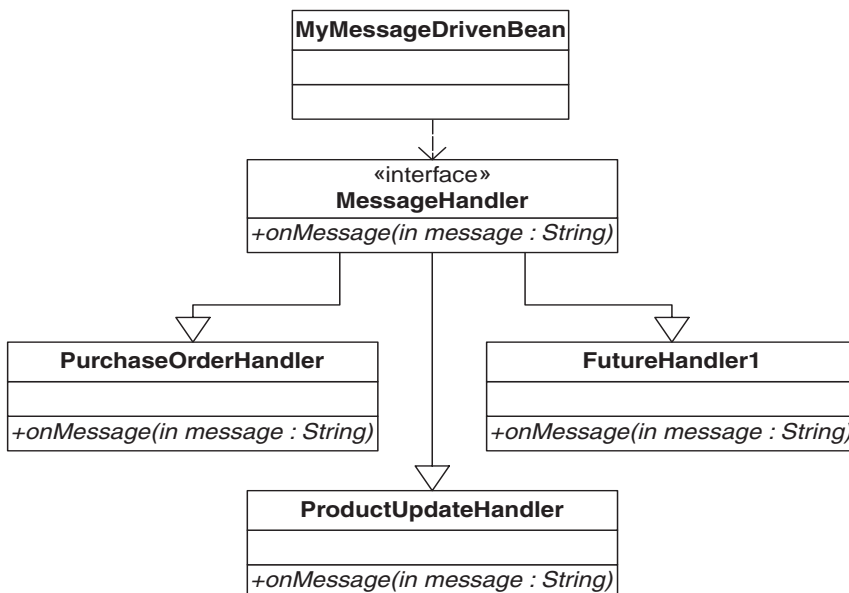 MyMessageDrivenBean
«interface»
MessageHandler
+onMessage(in message : String)
PurchaseOrderHandler
+onMessage(in message : String)
FutureHandler1
+onMessage(in message : String)
ProductUpdateHandler
+onMessage(in message : String)